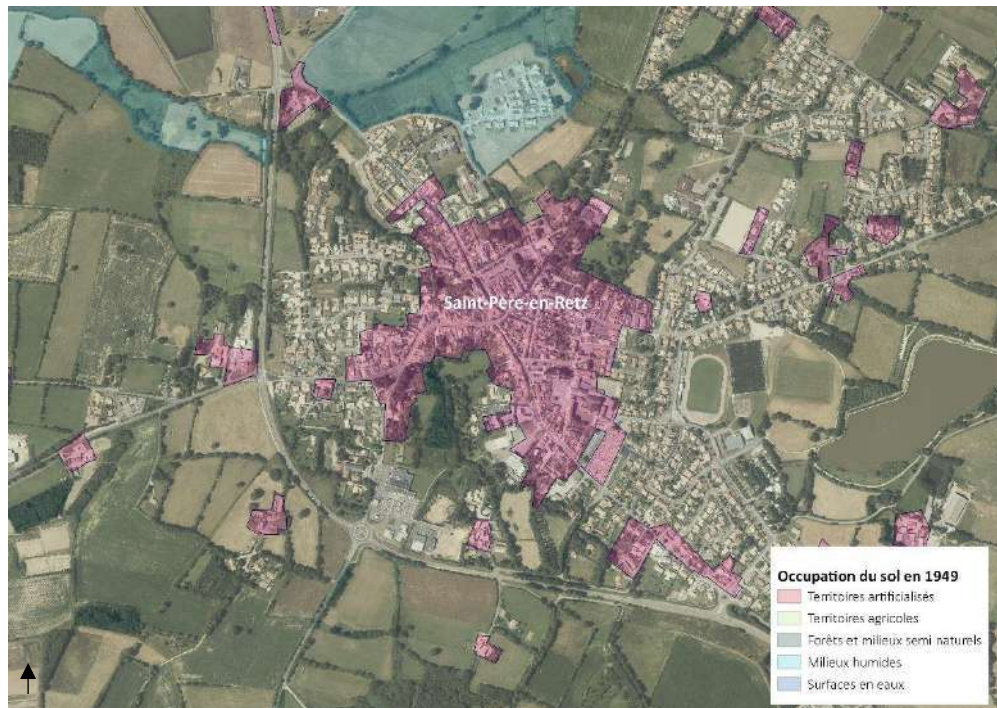 Saint-Père-en-Retz
Occupation du sol en 1949
Territoires artificialisés
Territoires agricoles
Forêts et milieux semi naturels
Milieux humides
Surfaces en eaux